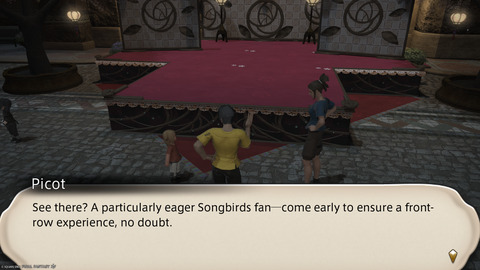 Picot
See there? A particularly eager Songbirds fan—come early to ensure a front-
row experience, no doubt.